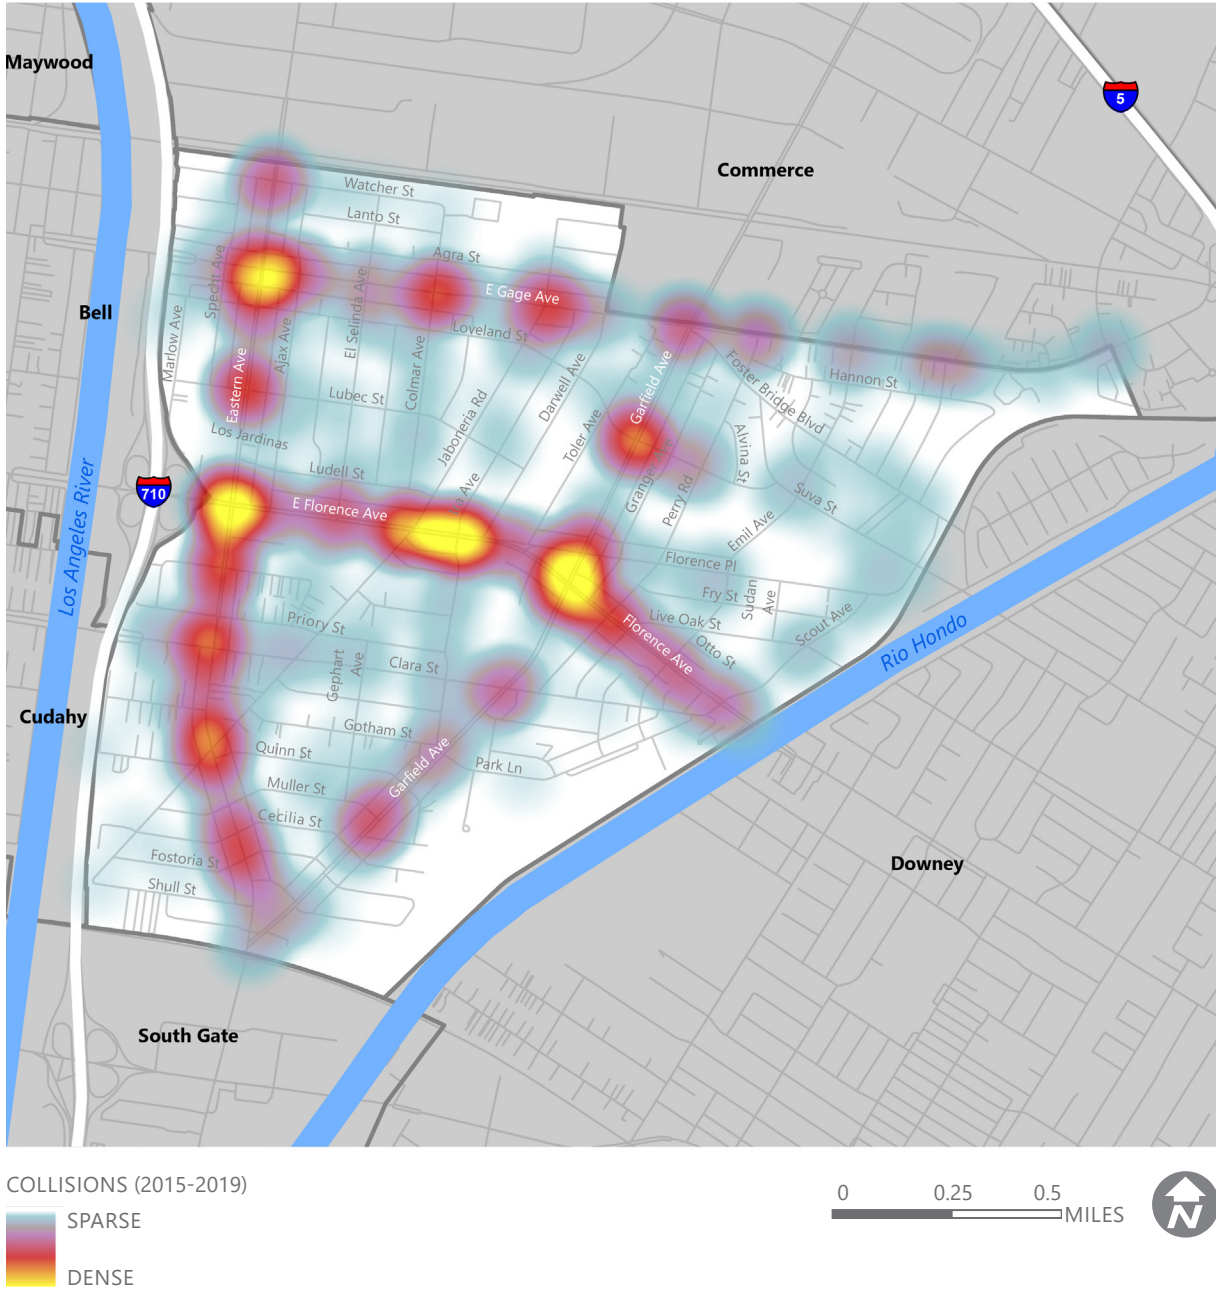 Maywood
5
Commerce
Watcher St
Lanto St
Agra St
Specht Ave
E Gage Ave
Bell
El Selinda Ave
Loveland St
Marlow Ave
Ajax Ave
Colmar Ave
Darwell Ave
Garfield Ave
Foster Bridge Blvd
Hannon St
Eastern Ave
Lubec St
Jaboneria Rd
Toler Ave
Alvina St
Los Jardinas
Ludell St
710
E Florence Ave
Perry Rd
Suva St
Emil Ave
Los Angeles River
Florence Pl
Fry St
Sudan
Ave
Live Oak St
Scout Ave
Otto St
Florence Ave
Rio Hondo
Priory St
Gephart
Ave
Clara St
Cudahy
Gotham St
Quinn St
Garfield Ave
Park Ln
Muller St
Cecilia St
Fostoria St
Shull St
Downey
South Gate
COLLISIONS (2015-2019)
SPARSE
DENSE
0 0.25 0.5
MILES
N